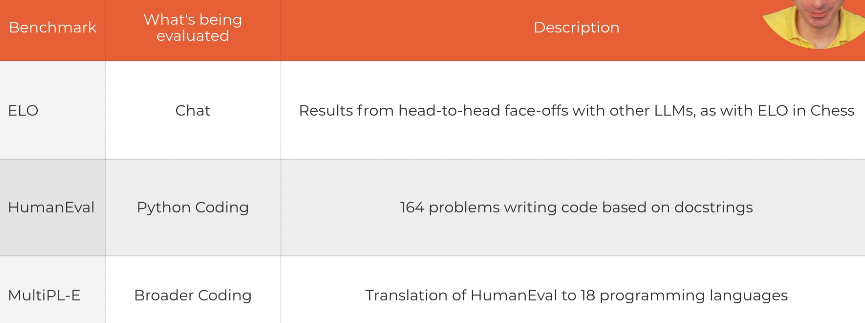 Benchmark
What's being
evaluated
Description
ELO
Chat
Results from head-to-head face-offs with other LLMs, as with ELO in Chess
HumanEval
Python Coding
164 problems writing code based on docstrings
MultiPL-E
Broader Coding
Translation of HumanEval to 18 programming languages